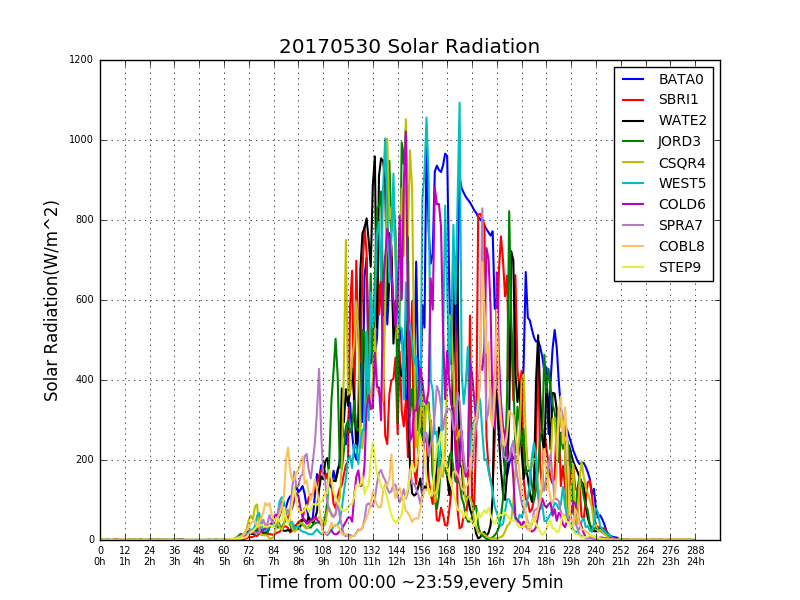 20170530 Solar Radiation
1200
1000
800
600
400
200
0
Solar Radiation(W/m^2)
BATA0
SBRI1
WATE2
JORD3
CSQR4
WEST5
COLD6
SPRA7
COBL8
STEP9
0 12 24 36 48 60 72 84 96 108 120 132 144 156 168 180 192 204 216 228 240 252 264 276 288
0h 1h 2h 3h 4h 5h 6h 7h 8h 9h 10h 11h 12h 13h 14h 15h 16h 17h 18h 19h 20h 21h 22h 23h 24h
Time from 00:00 ~23:59,every 5min